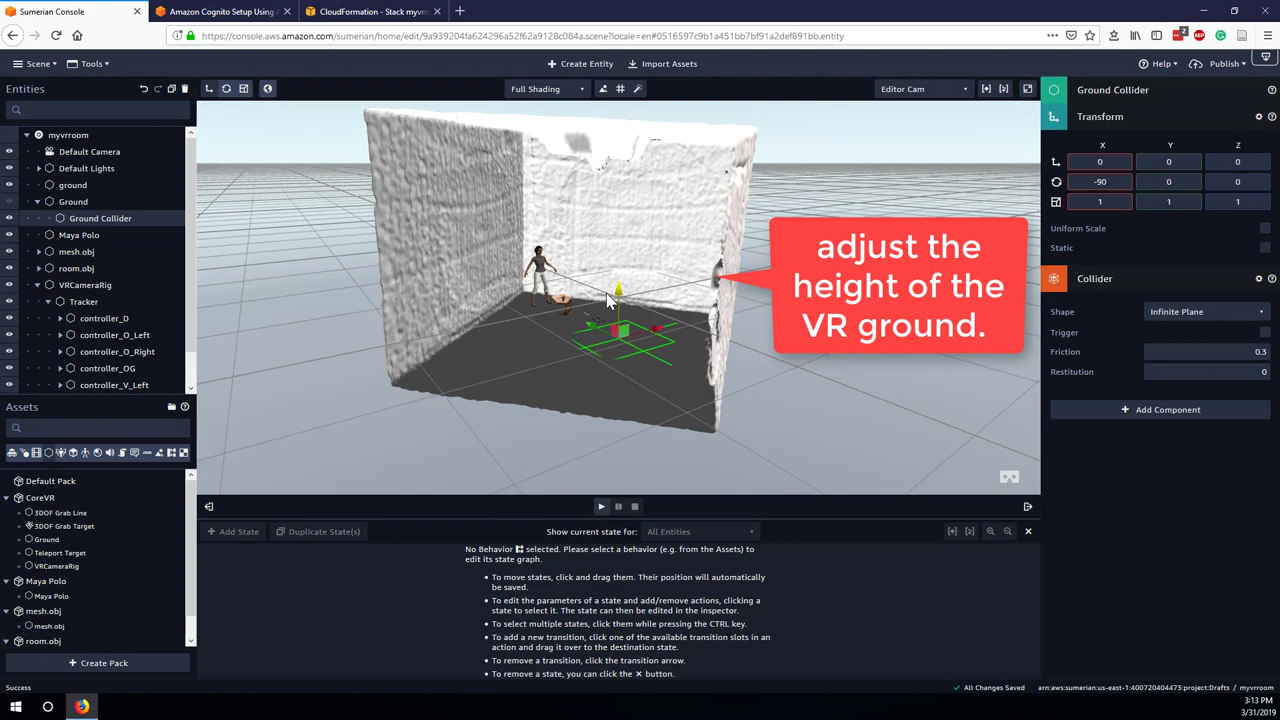 Sumerian Console
Amazon Cognito Setup Using
CloudFormation - Stack myvrr
https://console.aws.amazon.com/sumerian/home/edit/9a939204fa624296a52f62a9128c084a.scene?locale=en#0516597c9b1a451bb7bf91a2def891bb.entity
Scene
Tools
Create Entity
Import Assets
Help
Publish
Entities
Full Shading
Editor Cam
Ground Collider
Transform
X Y Z
0 0 0
-90 0 0
1 1 1
Uniform Scale
Static
Collider
Shape Infinite Plane
Trigger
Friction 0.3
Restitution 0
Add Component
myvrroom
Default Camera
Default Lights
ground
Ground
Ground Collider
Maya Polo
mesh.obj
room.obj
VRCameraRig
Tracker
controller_D
controller_O_Left
controller_O_Right
controller_OG
controller_V_Left
adjust the
height of the
VR ground.
Assets
Default Pack
CoreVR
3DOF Grab Line
3DOF Grab Target
Ground
Teleport Target
VRCameraRig
Maya Polo
Maya Polo
mesh.obj
mesh.obj
room.obj
Create Pack
Add State
Duplicate State(s)
Show current state for:
All Entities
No Behavior selected. Please select a behavior (e.g. from the Assets) to
edit its state graph.
To move states, click and drag them. Their position will automatically
be saved.
To edit the parameters of a state and add/remove actions, clicking a
state to select it. The state can then be edited in the inspector.
To select multiple states, click them while pressing the CTRL key.
To add a new transition, click one of the available transition slots in an
action and drag it over to the destination state.
To remove a transition, click the transition arrow.
To remove a state, you can click the ✕ button.
Success
All Changes Saved
arn:aws:sumerian:us-east-1:400720404473:project:Drafts / myvrroom
3:13 PM
3/31/2019